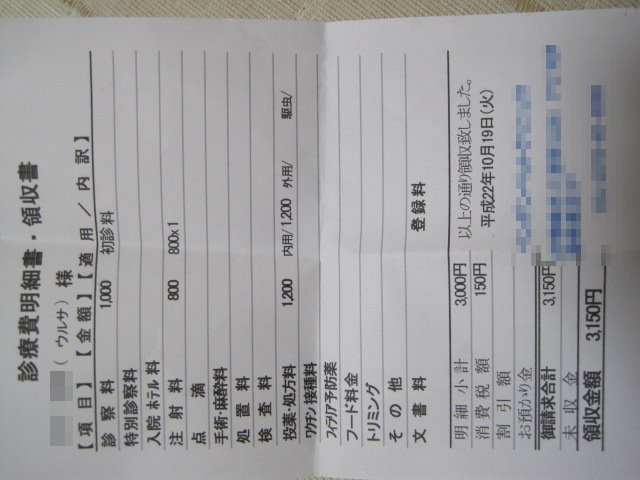 診療費明細書・領収書
（ ウルサ ） 様
【 項 目 】 【 金 額 】 【 適 用 ／ 内 訳 】
診 察 料 1,000 初診料
特別診察料
入院 ホテル 料
注 射 料 800 800x1
点 滴
手術・麻酔料
処 置 料
検 査 料
投薬・処方料 1,200 内用/ 1,200 外用/ 駆虫/
ワクチン接種料
フィラリア予防薬
フード料金
トリミング
そ の 他
文 書 料 登 録 料
明 細 小 計 3,000円 以上の通り領収致しました。
消 費 税 額 150円 平成22年10月19日(火)
割 引 額
お 預 か り 金
御請求合計 3,150円
未 収 金
領収金額 3,150円